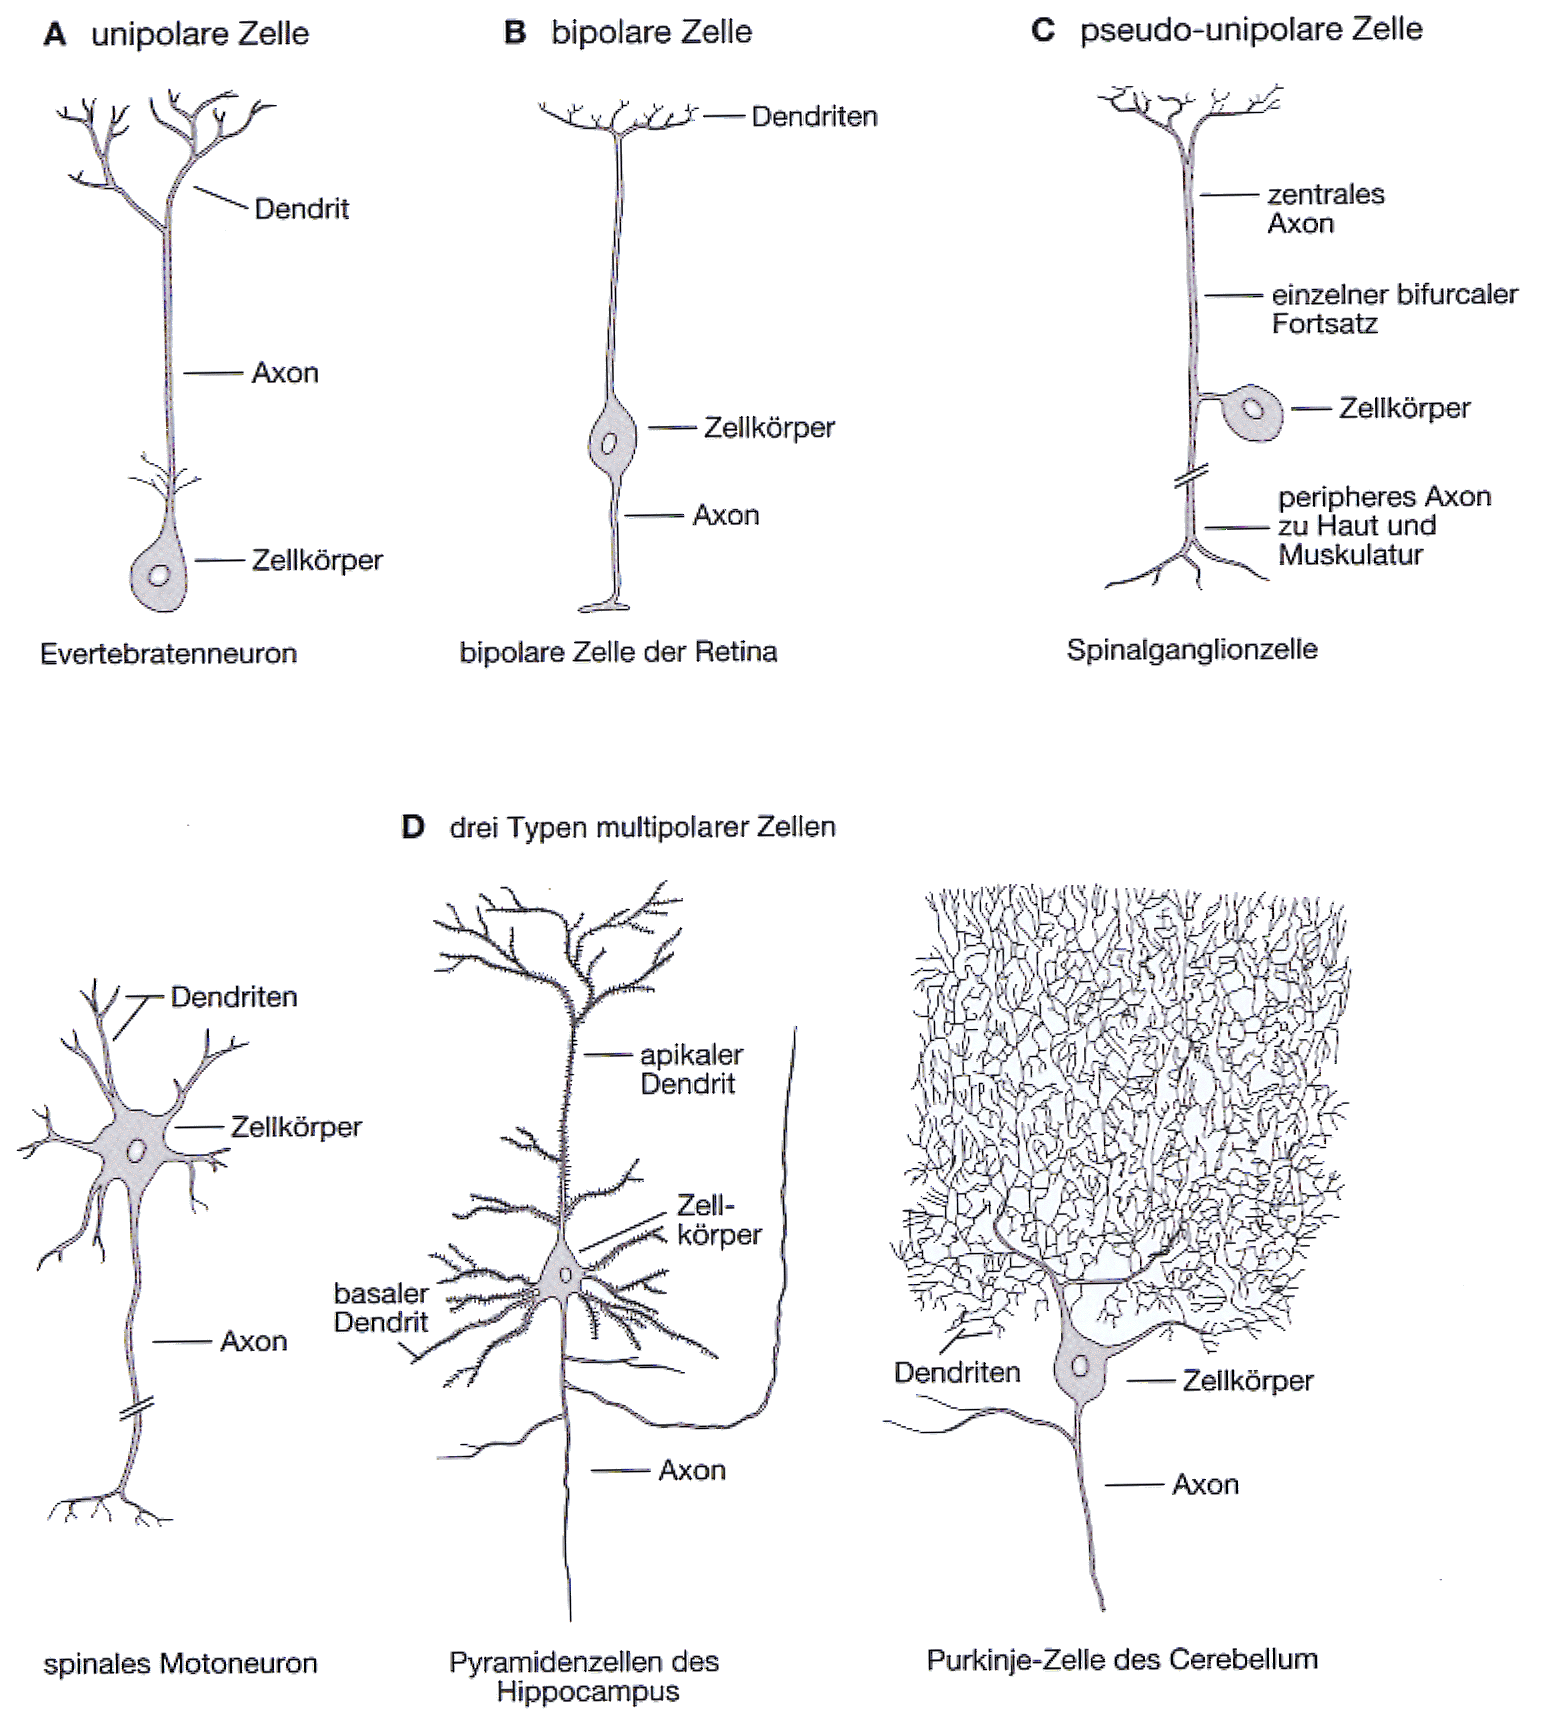 A unipolare Zelle
Dendrit
Axon
Zellkörper
Evertebratenneuron
B bipolare Zelle
Dendriten
Zellkörper
Axon
bipolare Zelle der Retina
C pseudo-unipolare Zelle
zentrales
Axon
einzelner bifurcaler
Fortsatz
Zellkörper
peripheres Axon
zu Haut und
Muskulatur
Spinalganglionzelle
D drei Typen multipolarer Zellen
Dendriten
Zellkörper
Axon
spinales Motoneuron
apikaler
Dendrit
Zell-
körper
basaler
Dendrit
Axon
Pyramidenzellen des
Hippocampus
Dendriten
Zellkörper
Axon
Purkinje-Zelle des Cerebellum